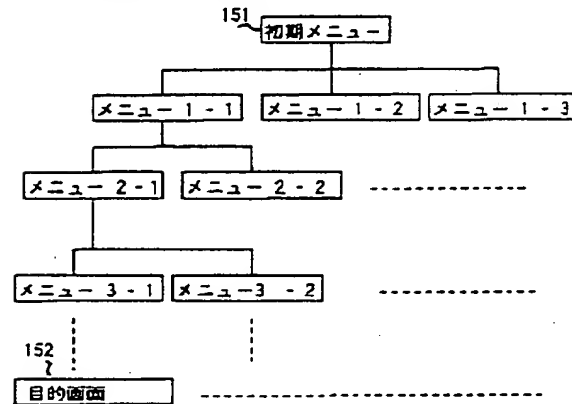 151
初期メニュー
メニュー 1 - 1
メニュー 1 - 2
メニュー 1 - 3
メニュー 2 - 1
メニュー 2 - 2
メニュー 3 - 1
メニュー3 - 2
152
目的画面